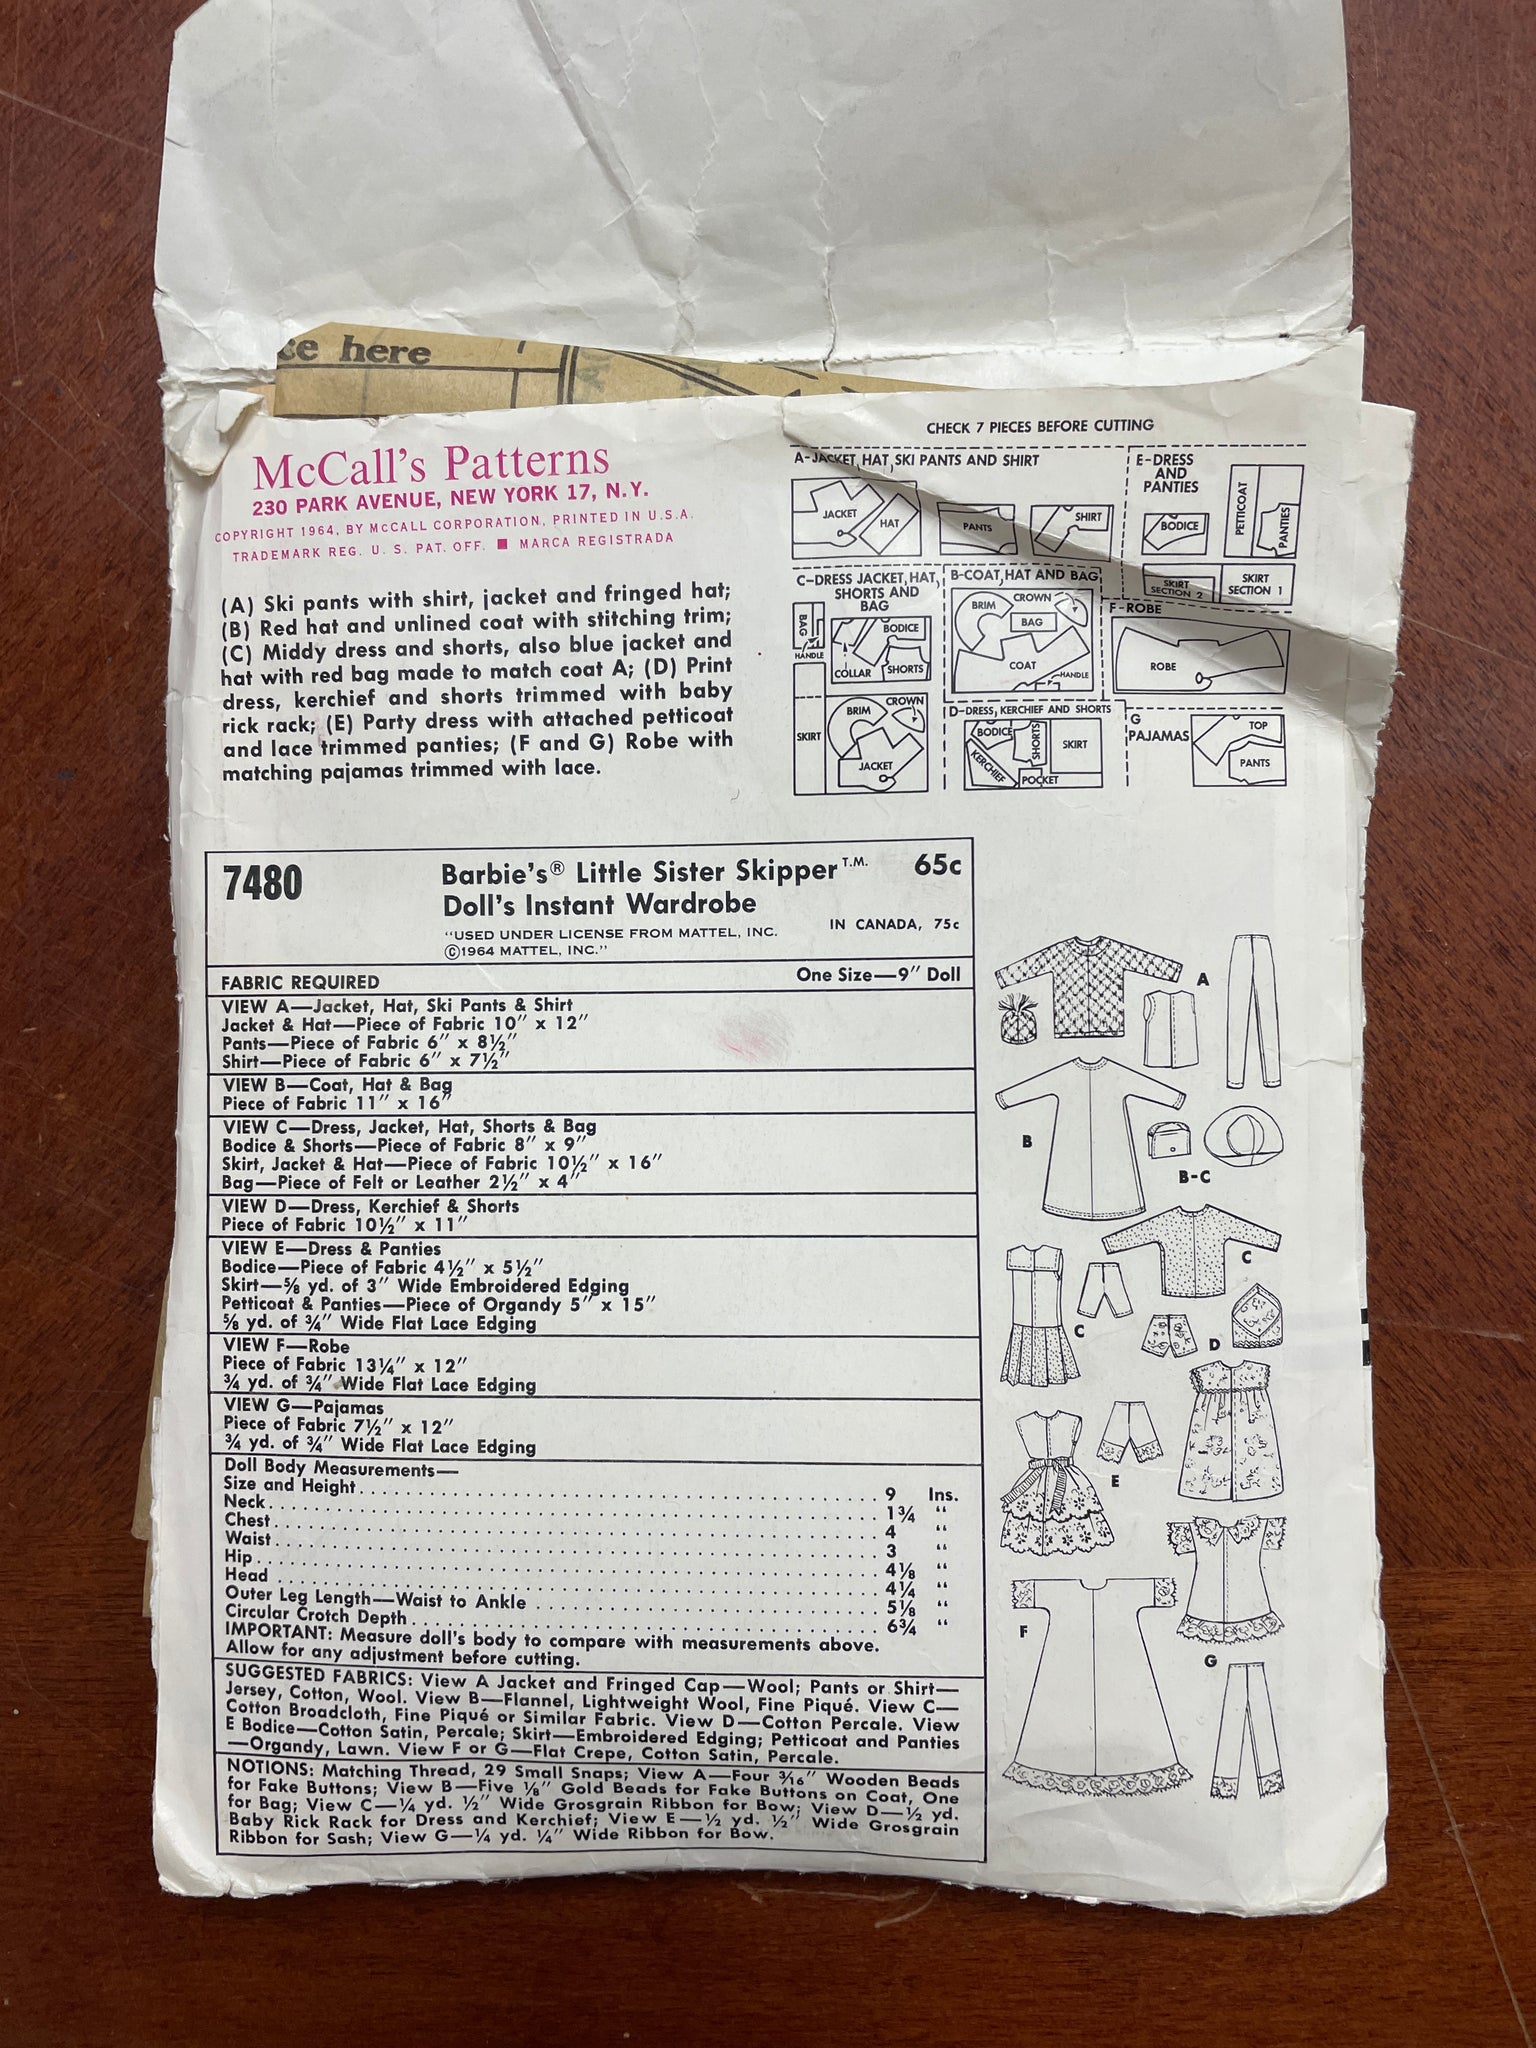 ce here
McCall's Patterns
230 PARK AVENUE, NEW YORK 17, N.Y.
COPYRIGHT 1964, BY McCALL CORPORATION, PRINTED IN U.S.A.
TRADEMARK REG. U. S. PAT. OFF. ■ MARCA REGISTRADA
(A) Ski pants with shirt, jacket and fringed hat;
(B) Red hat and unlined coat with stitching trim;
(C) Middy dress and shorts, also blue jacket and
hat with red bag made to match coat A; (D) Print
dress, kerchief and shorts trimmed with baby
rick rack; (E) Party dress with attached petticoat
and lace trimmed panties; (F and G) Robe with
matching pajamas trimmed with lace.
CHECK 7 PIECES BEFORE CUTTING
A-JACKET, HAT, SKI PANTS AND SHIRT
JACKET
HAT
PANTS
SHIRT
E-DRESS
AND
PANTIES
BODICE
PETTICOAT
PANTIES
SKIRT
SECTION 2
SKIRT
SECTION 1
C-DRESS JACKET, HAT,
SHORTS AND
BAG
BAG
HANDLE
BODICE
COLLAR
SHORTS
SKIRT
BRIM
CROWN
JACKET
B-COAT, HAT AND BAG
BRIM
CROWN
BAG
COAT
HANDLE
F-ROBE
ROBE
D-DRESS, KERCHIEF AND SHORTS
BODICE
SHORTS
SKIRT
KERCHIEF
POCKET
G
PAJAMAS
TOP
PANTS
7480
Barbie's® Little Sister Skipper T.M.
Doll's Instant Wardrobe
65c
IN CANADA, 75c
"USED UNDER LICENSE FROM MATTEL, INC.
©1964 MATTEL, INC."
FABRIC REQUIRED One Size—9" Doll
VIEW A—Jacket, Hat, Ski Pants & Shirt
Jacket & Hat—Piece of Fabric 10" x 12"
Pants—Piece of Fabric 6" x 8½"
Shirt—Piece of Fabric 6" x 7½"
VIEW B—Coat, Hat & Bag
Piece of Fabric 11" x 16"
VIEW C—Dress, Jacket, Hat, Shorts & Bag
Bodice & Shorts—Piece of Fabric 8" x 9"
Skirt, Jacket & Hat—Piece of Fabric 10½" x 16"
Bag—Piece of Felt or Leather 2½" x 4"
VIEW D—Dress, Kerchief & Shorts
Piece of Fabric 10½" x 11"
VIEW E—Dress & Panties
Bodice—Piece of Fabric 4½" x 5½"
Skirt—⅝ yd. of 3" Wide Embroidered Edging
Petticoat & Panties—Piece of Organdy 5" x 15"
⅝ yd. of ¾" Wide Flat Lace Edging
VIEW F—Robe
Piece of Fabric 13¼" x 12"
¾ yd. of ¾" Wide Flat Lace Edging
VIEW G—Pajamas
Piece of Fabric 7½" x 12"
¾ yd. of ¾" Wide Flat Lace Edging
Doll Body Measurements—
Size and Height 9 Ins.
Neck 1¾ "
Chest 4 "
Waist 3 "
Hip 4⅛ "
Head 4¼ "
Outer Leg Length—Waist to Ankle 5⅛ "
Circular Crotch Depth 6¾ "
IMPORTANT: Measure doll's body to compare with measurements above.
Allow for any adjustment before cutting.
SUGGESTED FABRICS: View A Jacket and Fringed Cap—Wool; Pants or Shirt—
Jersey, Cotton, Wool. View B—Flannel, Lightweight Wool, Fine Piqué. View C—
Cotton Broadcloth, Fine Piqué or Similar Fabric. View D—Cotton Percale. View
E Bodice—Cotton Satin, Percale; Skirt—Embroidered Edging; Petticoat and Panties
—Organdy, Lawn. View F or G—Flat Crepe, Cotton Satin, Percale.
NOTIONS: Matching Thread, 29 Small Snaps; View A—Four 3/16" Wooden Beads
for Fake Buttons; View B—Five ⅛" Gold Beads for Fake Buttons on Coat, One
for Bag; View C—¼ yd. ½" Wide Grosgrain Ribbon for Bow; View D—½ yd.
Baby Rick Rack for Dress and Kerchief; View E—½ yd. ½" Wide Grosgrain
Ribbon for Sash; View G—¼ yd. ¼" Wide Ribbon for Bow.
A
B
B-C
C
C
D
E
F
G